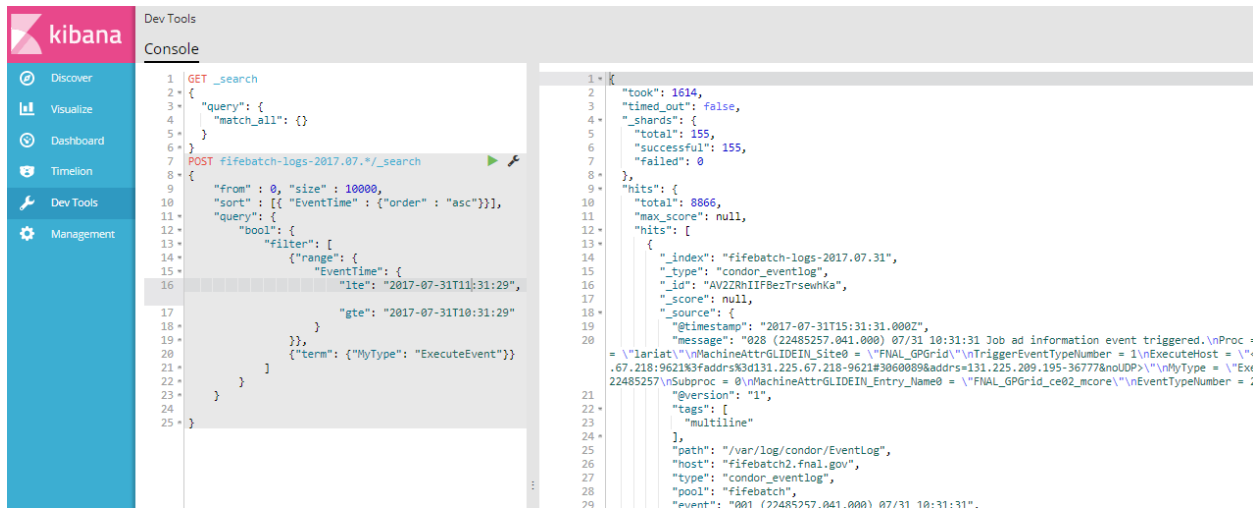 kibana
Discover
Visualize
Dashboard
Timelion
Dev Tools
Management
Dev Tools
Console
1 GET _search
2 {
3 "query": {
4 "match_all": {}
5 }
6 }
7 POST fifebatch-logs-2017.07.*/_search
8 {
9 "from" : 0, "size" : 10000,
10 "sort" : [{ "EventTime" : {"order" : "asc"}}],
11 "query": {
12 "bool": {
13 "filter": [
14 {"range": {
15 "EventTime": {
16 "lte": "2017-07-31T11:31:29",
17 "gte": "2017-07-31T10:31:29"
18 }
19 }},
20 {"term": {"MyType": "ExecuteEvent"}}
21 ]
22 }
23 }
24
25 }
1 {
2 "took": 1614,
3 "timed_out": false,
4 "_shards": {
5 "total": 155,
6 "successful": 155,
7 "failed": 0
8 },
9 "hits": {
10 "total": 8866,
11 "max_score": null,
12 "hits": [
13 {
14 "_index": "fifebatch-logs-2017.07.31",
15 "_type": "condor_eventlog",
16 "_id": "AV2ZRhIIFBezTrsewhKa",
17 "_score": null,
18 "_source": {
19 "@timestamp": "2017-07-31T15:31:31.000Z",
20 "message": "028 (22485257.041.000) 07/31 10:31:31 Job ad information event triggered.\nProc =
= \"lariat\"\nMachineAttrGLIDEIN_Site0 = \"FNAL_GPGrid\"\nTriggerEventTypeNumber = 1\nExecuteHost = \"<
.67.218:9621%3faddrs%3d131.225.67.218-9621#3060089&addrs=131.225.209.195-36777&noUDP>\"\nMyType = \"Exe
22485257\nSubproc = 0\nMachineAttrGLIDEIN_Entry_Name0 = \"FNAL_GPGrid_ce02_mcore\"\nEventTypeNumber = 2
21 "@version": "1",
22 "tags": [
23 "multiline"
24 ],
25 "path": "/var/log/condor/EventLog",
26 "host": "fifebatch2.fnal.gov",
27 "type": "condor_eventlog",
28 "pool": "fifebatch",
29 "event": "001 (22485257.041.000) 07/31 10:31:31",